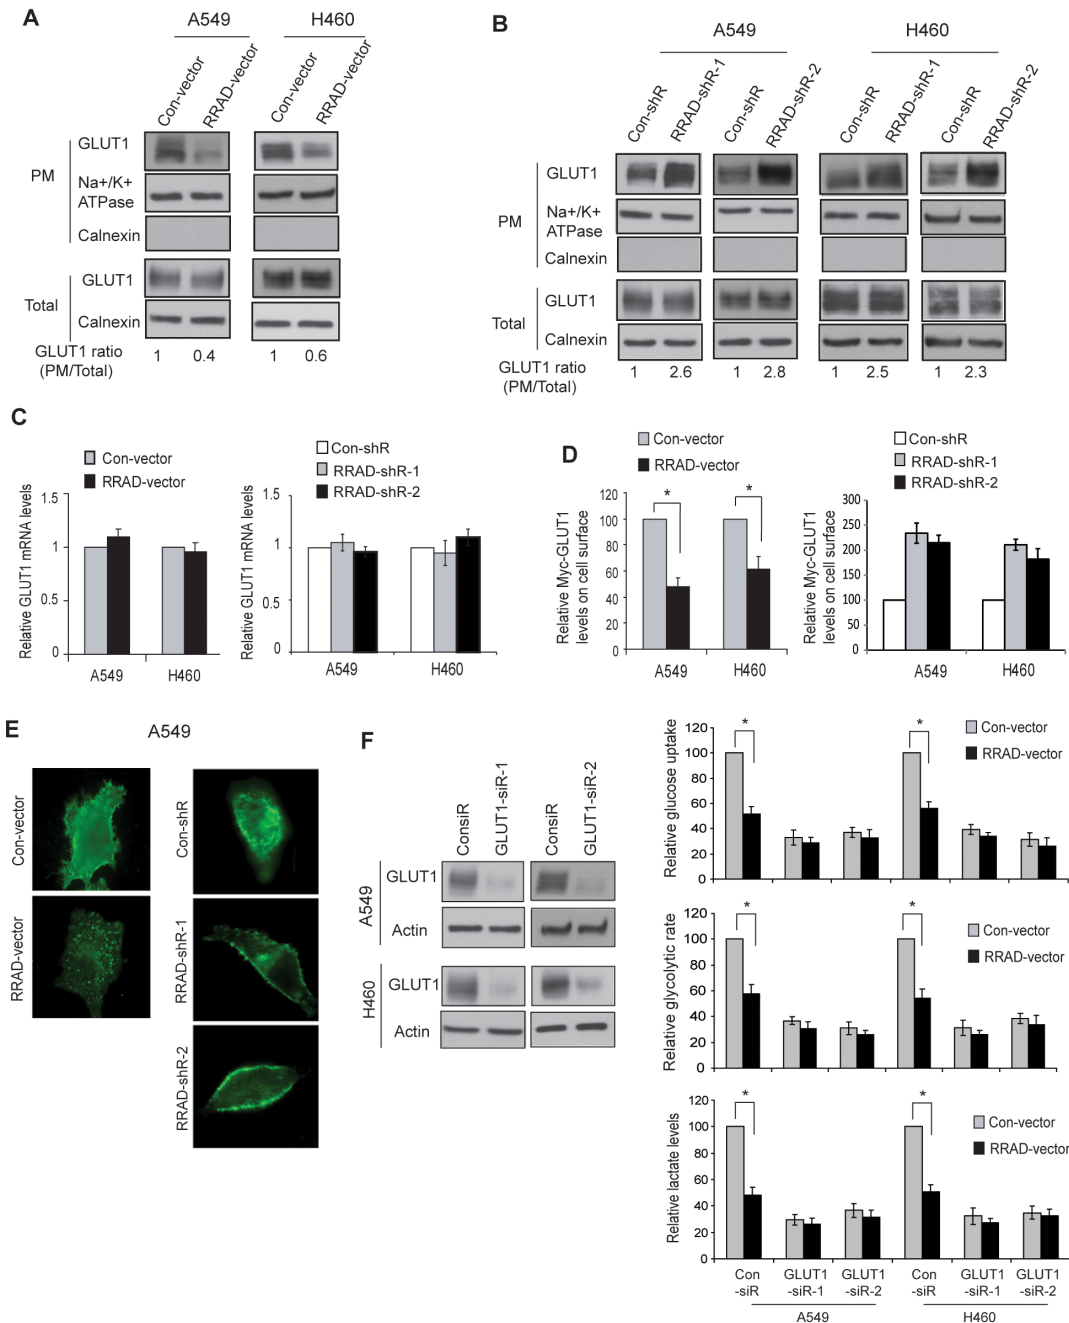 A
A549
H460
Con-vector
RRAD-vector
Con-vector
RRAD-vector
PM
GLUT1
Na+/K+
ATPase
Calnexin
Total
GLUT1
Calnexin
GLUT1 ratio
(PM/Total)
1 0.4 1 0.6
B
A549
H460
Con-shR
RRAD-shR-1
Con-shR
RRAD-shR-2
Con-shR
RRAD-shR-1
Con-shR
RRAD-shR-2
PM
GLUT1
Na+/K+
ATPase
Calnexin
Total
GLUT1
Calnexin
GLUT1 ratio
(PM/Total)
1 2.6 1 2.8 1 2.5 1 2.3
C
Con-vector
RRAD-vector
Relative GLUT1 mRNA levels
1.5
1
0.5
0
A549 H460
Con-shR
RRAD-shR-1
RRAD-shR-2
Relative GLUT1 mRNA levels
1.5
1
0.5
0
A549 H460
D
Con-vector
RRAD-vector
Relative Myc-GLUT1
levels on cell surface
120
100
80
60
40
20
0
* *
A549 H460
Con-shR
RRAD-shR-1
RRAD-shR-2
Relative Myc-GLUT1
levels on cell surface
300
250
200
150
100
50
0
A549 H460
E
A549
Con-vector
RRAD-vector
Con-shR
RRAD-shR-1
RRAD-shR-2
F
ConsiR
GLUT1-siR-1
ConsiR
GLUT1-siR-2
A549
GLUT1
Actin
H460
GLUT1
Actin
Relative glucose uptake
120
100
80
60
40
20
0
* *
Con-vector
RRAD-vector
Relative glycolytic rate
120
100
80
60
40
20
0
* *
Con-vector
RRAD-vector
Relative lactate levels
120
100
80
60
40
20
0
* *
Con-vector
RRAD-vector
Con GLUT1 GLUT1 Con GLUT1 GLUT1
-siR -siR-1 -siR-2 -siR -siR-1 -siR-2
A549 H460